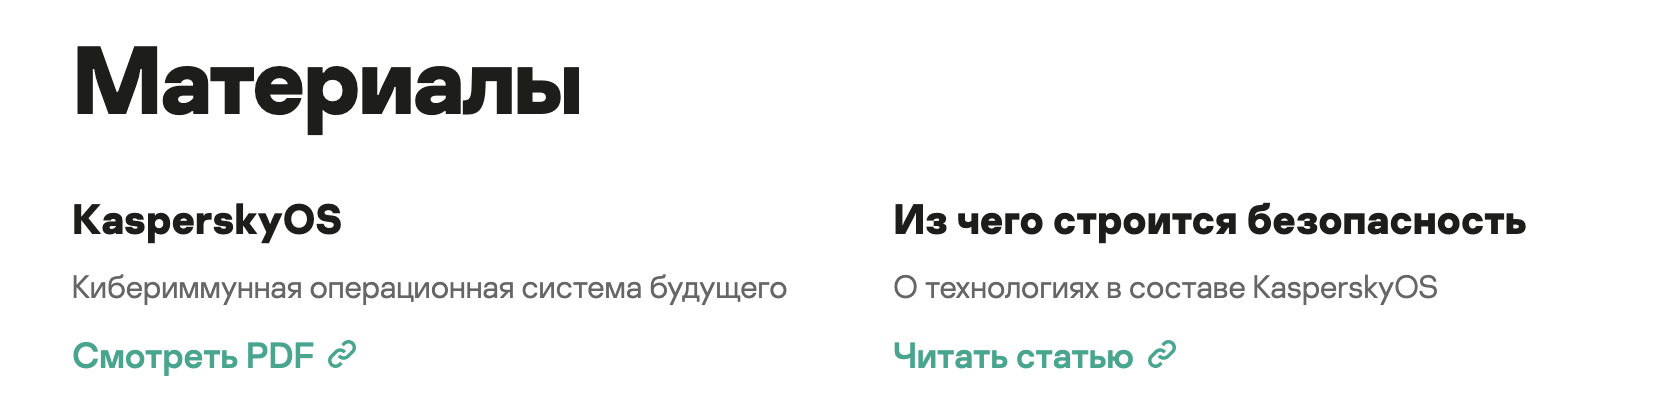 Материалы
KasperskyOS
Кибериммунная операционная система будущего
Смотреть PDF
Из чего строится безопасность
О технологиях в составе KasperskyOS
Читать статью